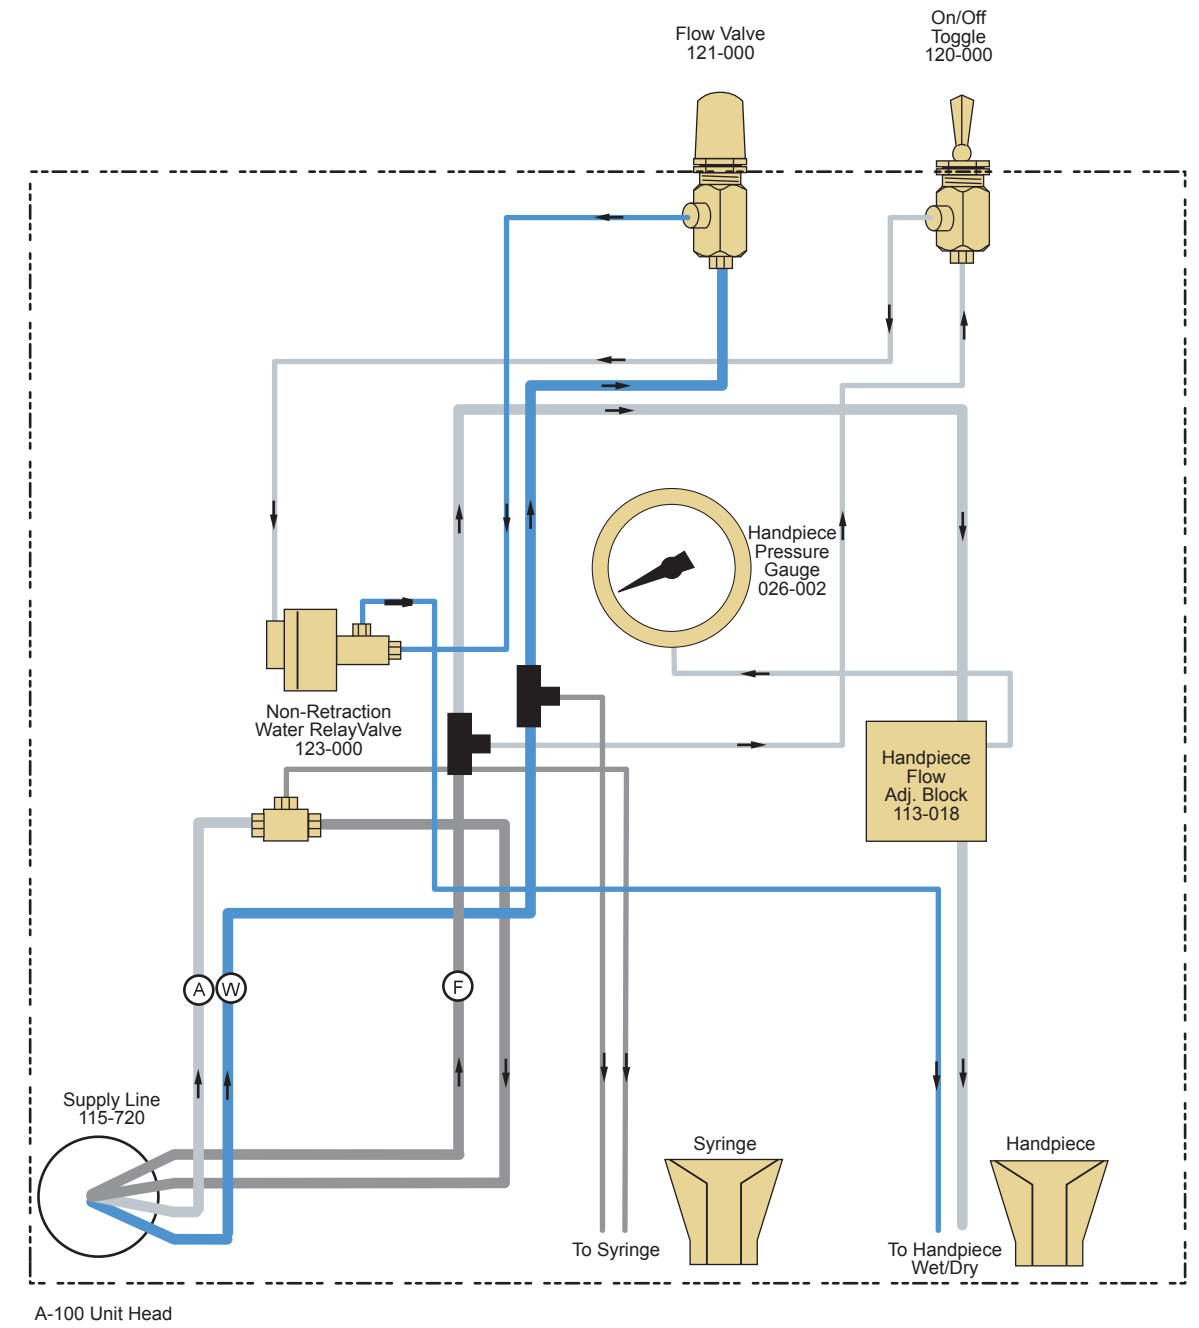 Flow Valve
121-000
On/Off
Toggle
120-000
Handpiece
Pressure
Gauge
026-002
Non-Retraction
Water RelayValve
123-000
Handpiece
Flow
Adj. Block
113-018
A
W
F
Supply Line
115-720
Syringe
Handpiece
To Syringe
To Handpiece
Wet/Dry
A-100 Unit Head